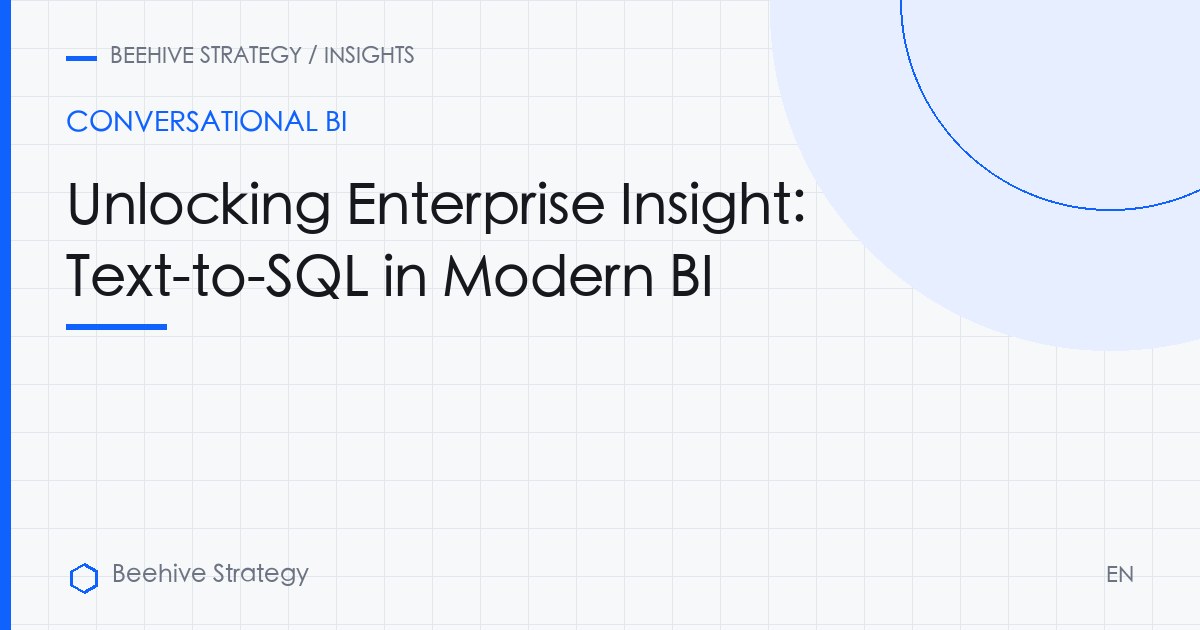 BEEHIVE STRATEGY / INSIGHTS
CONVERSATIONAL BI
Unlocking Enterprise Insight:
Text-to-SQL in Modern BI
Beehive Strategy
EN